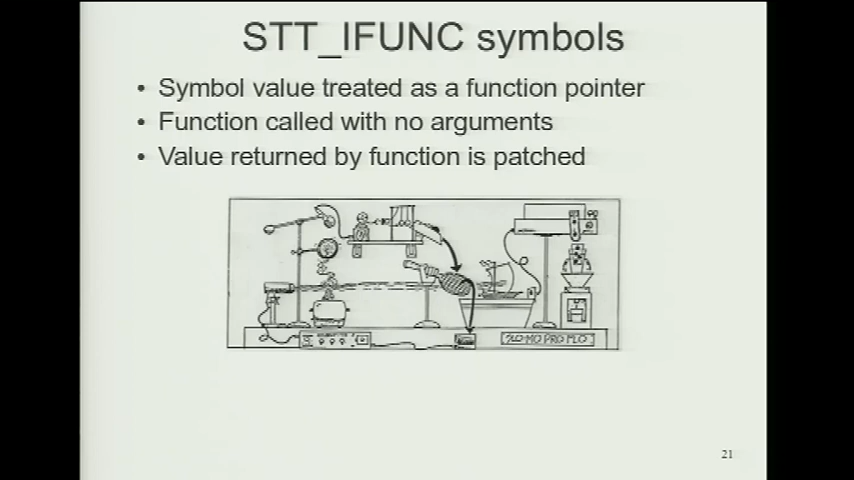 STT_IFUNC symbols
• Symbol value treated as a function pointer
• Function called with no arguments
• Value returned by function is patched
21